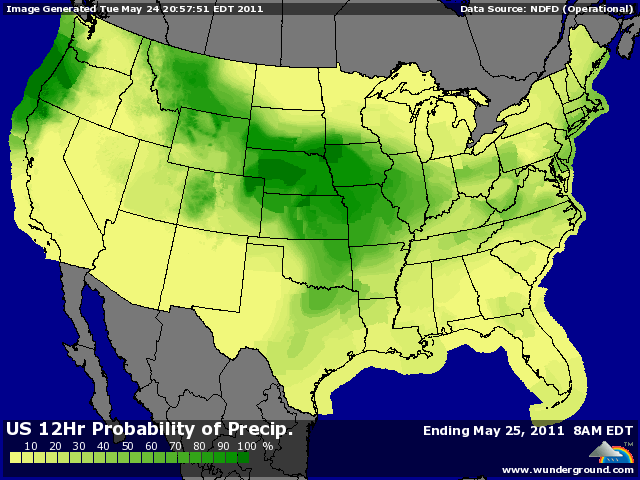 Image Generated Tue May 24 20:57:51 EDT 2011
Data Source: NDFD (Operational)
US 12Hr Probability of Precip.
Ending May 25, 2011 8AM EDT
10 20 30 40 50 60 70 80 90 100 %
TM
www.wunderground.com